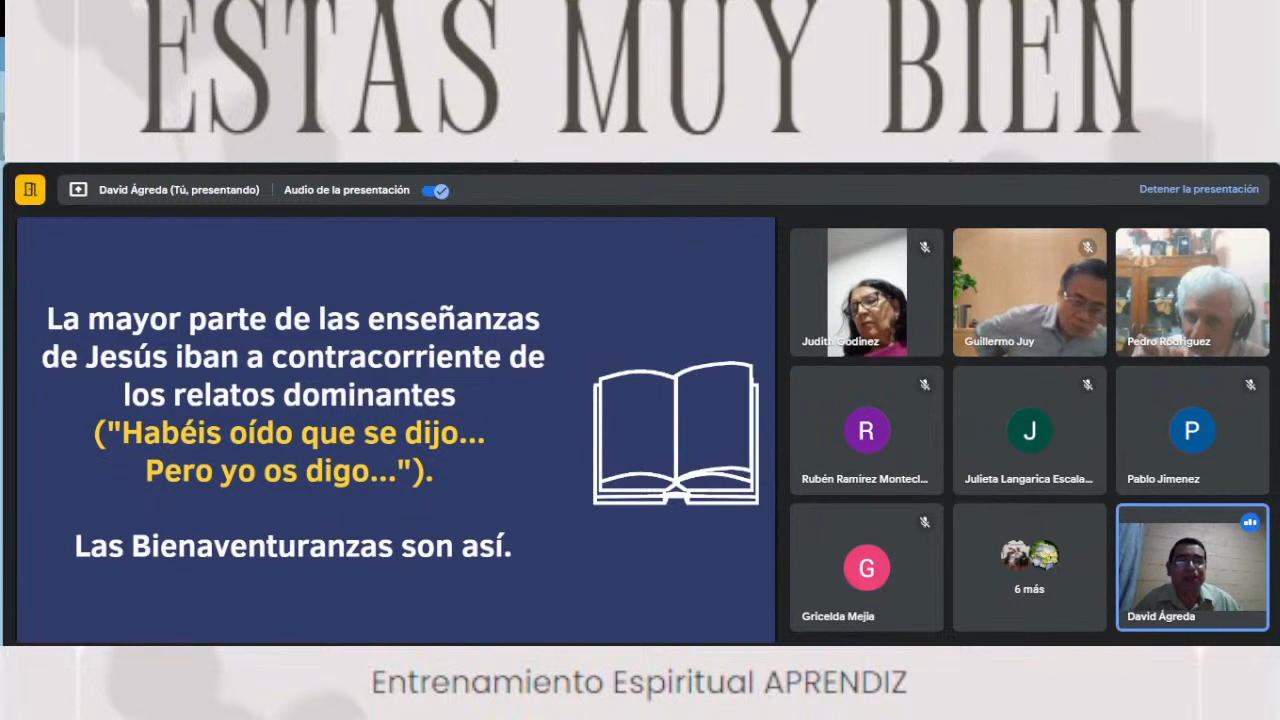 ESTAS MUY BIEN
David Ágreda (Tú, presentando)
Audio de la presentación
Detener la presentación
La mayor parte de las enseñanzas
de Jesús iban a contracorriente de
los relatos dominantes
("Habéis oído que se dijo...
Pero yo os digo...").
Las Bienaventuranzas son así.
Judith Godinez
Guillermo Juy
Pedro Rodriguez
R
Rubén Ramírez Montecl...
J
Julieta Langarica Escala...
P
Pablo Jimenez
G
Gricelda Mejia
6 más
David Ágreda
Entrenamiento Espiritual APRENDIZ